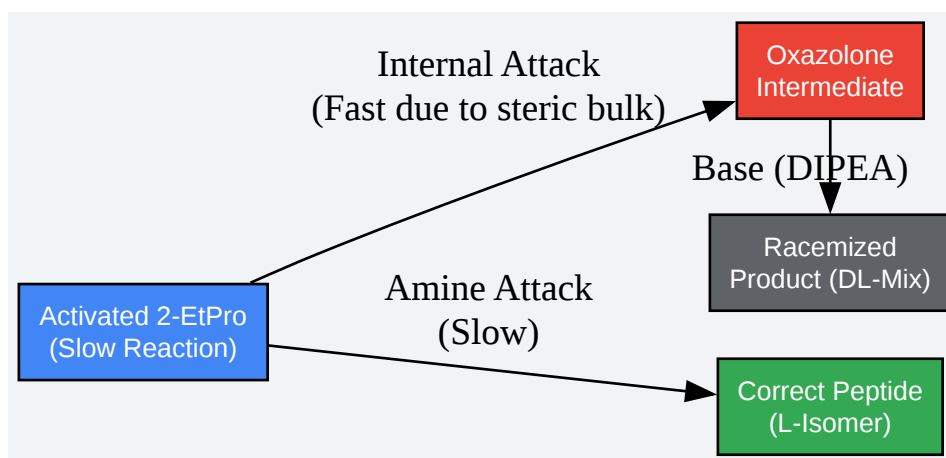 Internal Attack
(Fast due to steric bulk)
Oxazolone
Intermediate
Base (DIPEA)
Racemized
Product (DL-Mix)
Activated 2-EtPro
(Slow Reaction)
Amine Attack
(Slow)
Correct Peptide
(L-Isomer)